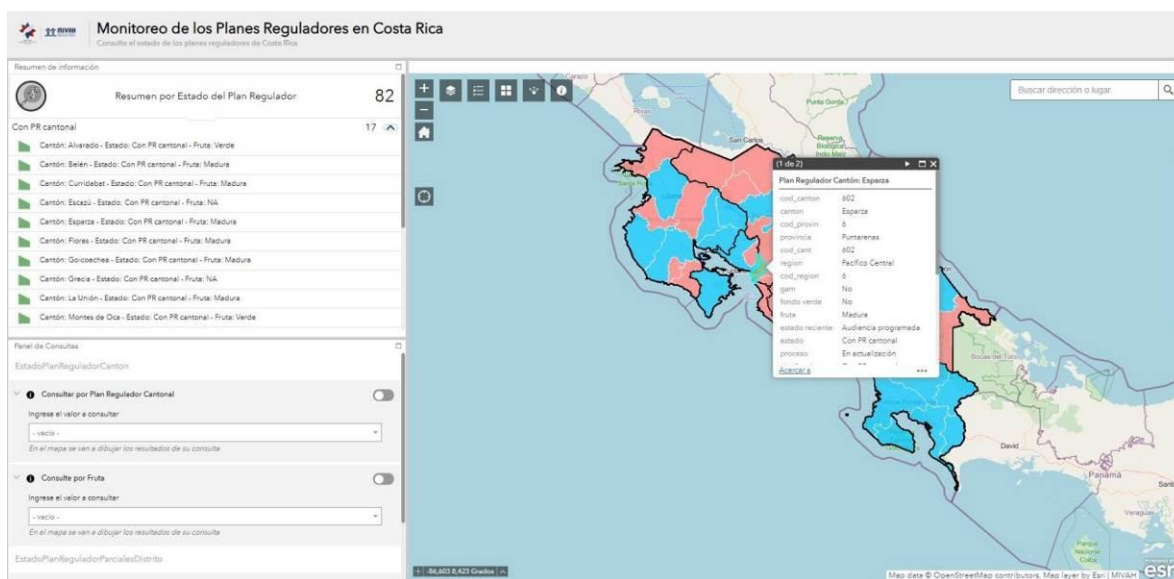 MIVAH
Monitoreo de los Planes Reguladores en Costa Rica
Consulte el estado de los planes reguladores de Costa Rica
Resumen de información
Resumen por Estado del Plan Regulador
82
Con PR cantonal
17
Cantón: Alvarado - Estado: Con PR cantonal - Fruta: Verde
Cantón: Belén - Estado: Con PR cantonal - Fruta: Madura
Cantón: Curridabat - Estado: Con PR cantonal - Fruta: Madura
Cantón: Escazú - Estado: Con PR cantonal - Fruta: NA
Cantón: Esparza - Estado: Con PR cantonal - Fruta: Madura
Cantón: Flores - Estado: Con PR cantonal - Fruta: Madura
Cantón: Goicoechea - Estado: Con PR cantonal - Fruta: Madura
Cantón: Grecia - Estado: Con PR cantonal - Fruta: NA
Cantón: La Unión - Estado: Con PR cantonal - Fruta: Madura
Cantón: Montes de Oca - Estado: Con PR cantonal - Fruta: Verde
Panel de Consultas
EstadoPlanReguladorCanton
Consultar por Plan Regulador Cantonal
Ingrese el valor a consultar
- vacío -
En el mapa se van a dibujar los resultados de su consulta
Consulte por Fruta
Ingrese el valor a consultar
- vacío -
En el mapa se van a dibujar los resultados de su consulta
EstadoPlanReguladorParcialesDistrito
Buscar dirección o lugar
Carazo
Rivas
San Carlos
Punta Gorda
Reserva
Biológica
Indio Maíz
Liberia
(1 de 2)
Plan Regulador Cantón: Esparza
cod_canton 602
canton Esparza
cod_provin 6
provincia Puntarenas
cod_cant 602
region Pacífico Central
cod_region 6
gam No
fondo verde No
fruta Madura
estado reciente Audiencia programada
estado Con PR cantonal
proceso En actualización
Acercar a
Bocas del Toro
David
Panamá
Veraguas
Parque
Nacional
Coiba
-86,603 8,423 Grados
Map data © OpenStreetMap contributors, Map layer by Esri | MIVAH
esri